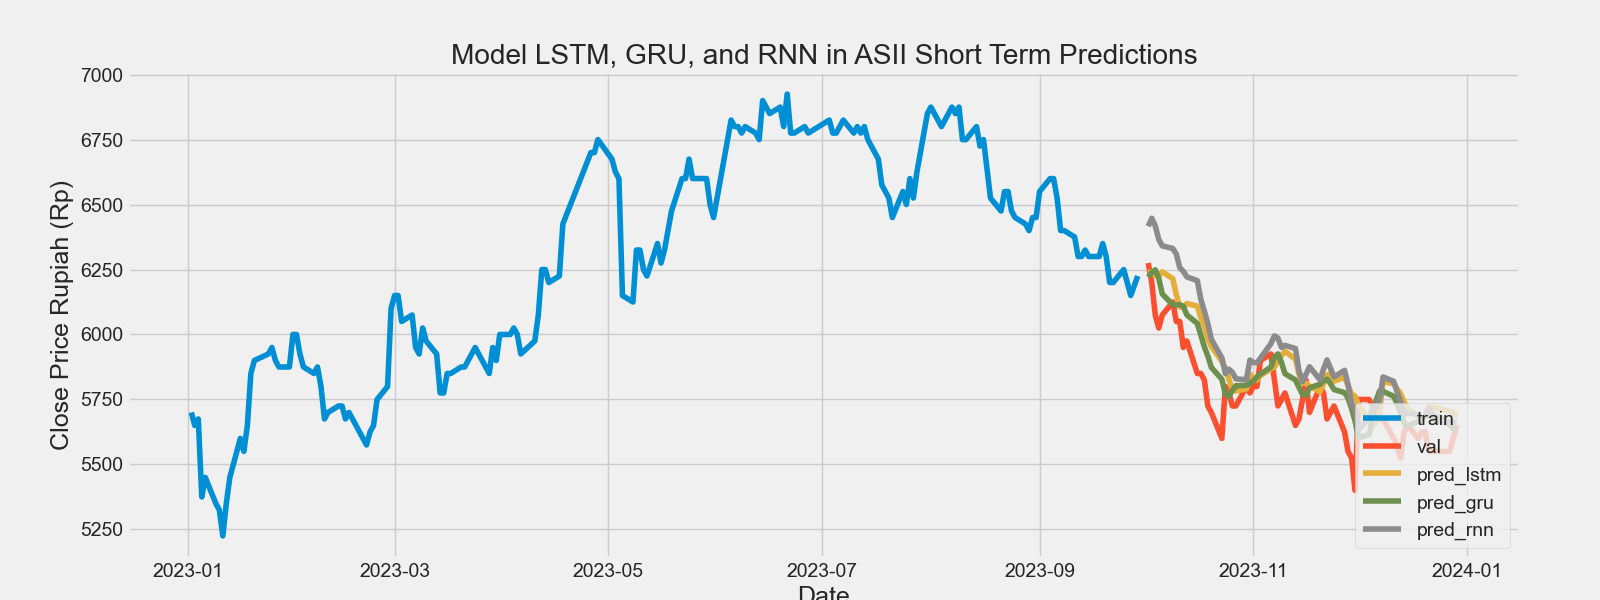 Model LSTM, GRU, and RNN in ASII Short Term Predictions
Close Price Rupiah (Rp)
7000
6750
6500
6250
6000
5750
5500
5250
train
val
pred_lstm
pred_gru
pred_rnn
2023-01
2023-03
2023-05
2023-07
2023-09
2023-11
2024-01
Date